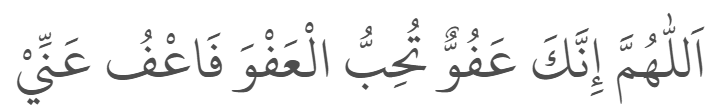 اَللّٰهُمَّ إِنَّكَ عَفُوٌّ تُحِبُّ الْعَفْوَ فَاعْفُ عَنِّيْ